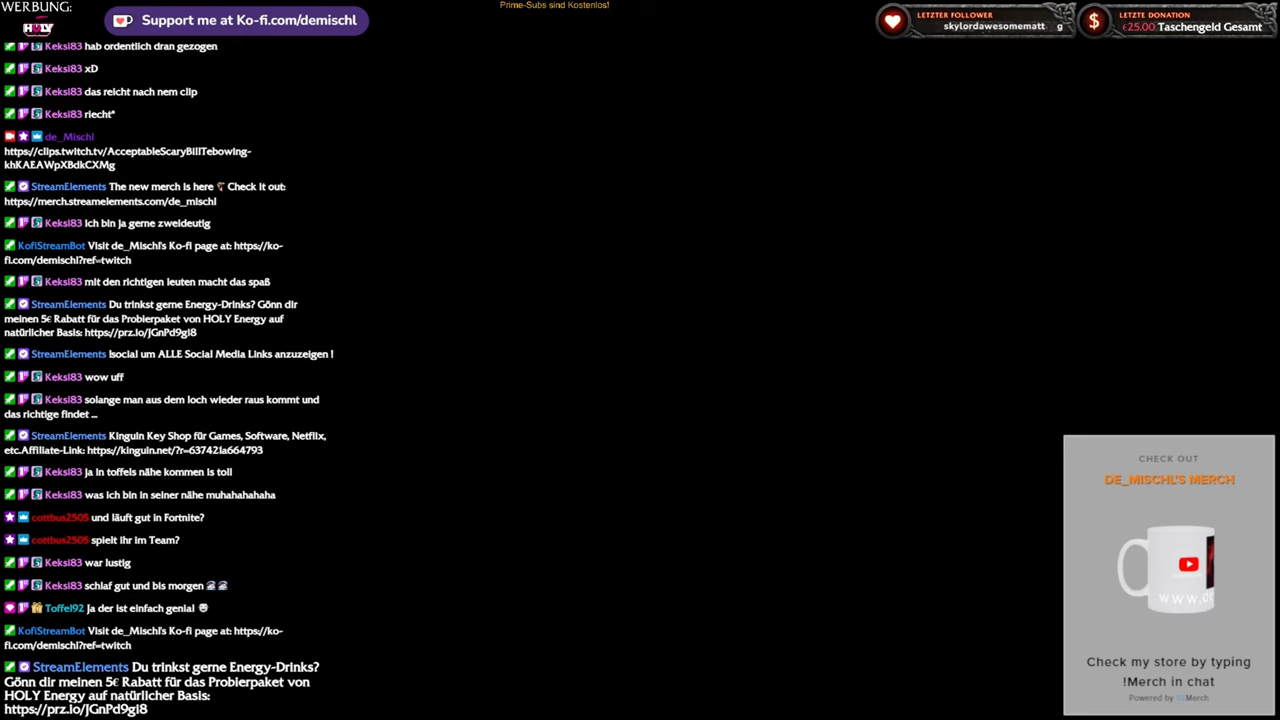 WERBUNG:
HOLY
Support me at Ko-fi.com/demischl
Prime-Subs sind Kostenlos!
LETZTER FOLLOWER
skylordawesomematt g
LETZTE DONATION
€25.00 Taschengeld Gesamt
Keksi83 hab ordentlich dran gezogen
Keksi83 xD
Keksi83 das reicht nach nem clip
Keksi83 riecht*
de_Mischl
https://clips.twitch.tv/AcceptableScaryBillTebowing-
khKAEAWpXBdkCXMg
StreamElements The new merch is here Check it out:
https://merch.streamelements.com/de_mischl
Keksi83 ich bin ja gerne zweideutig
KofiStreamBot Visit de_Mischl's Ko-fi page at: https://ko-
fi.com/demischl?ref=twitch
Keksi83 mit den richtigen leuten macht das spaß
StreamElements Du trinkst gerne Energy-Drinks? Gönn dir
meinen 5€ Rabatt für das Probierpaket von HOLY Energy auf
natürlicher Basis: https://prz.io/JGnPd9gi8
StreamElements !social um ALLE Social Media Links anzuzeigen !
Keksi83 wow uff
Keksi83 solange man aus dem loch wieder raus kommt und
das richtige findet ...
StreamElements Kinguin Key Shop für Games, Software, Netflix,
etc.Affiliate-Link: https://kinguin.net/?r=637421a664793
Keksi83 ja in toffels nähe kommen is toll
Keksi83 was ich bin in seiner nähe muhahahahaha
cottbus2505 und läuft gut in Fortnite?
cottbus2505 spielt ihr im Team?
Keksi83 war lustig
Keksi83 schlaf gut und bis morgen
Toffel92 Ja der ist einfach genial
KofiStreamBot Visit de_Mischl's Ko-fi page at: https://ko-
fi.com/demischl?ref=twitch
StreamElements Du trinkst gerne Energy-Drinks?
Gönn dir meinen 5€ Rabatt für das Probierpaket von
HOLY Energy auf natürlicher Basis:
https://prz.io/JGnPd9gi8
CHECK OUT
DE_MISCHL'S MERCH
www.de
Check my store by typing
!Merch in chat
Powered by SEMerch